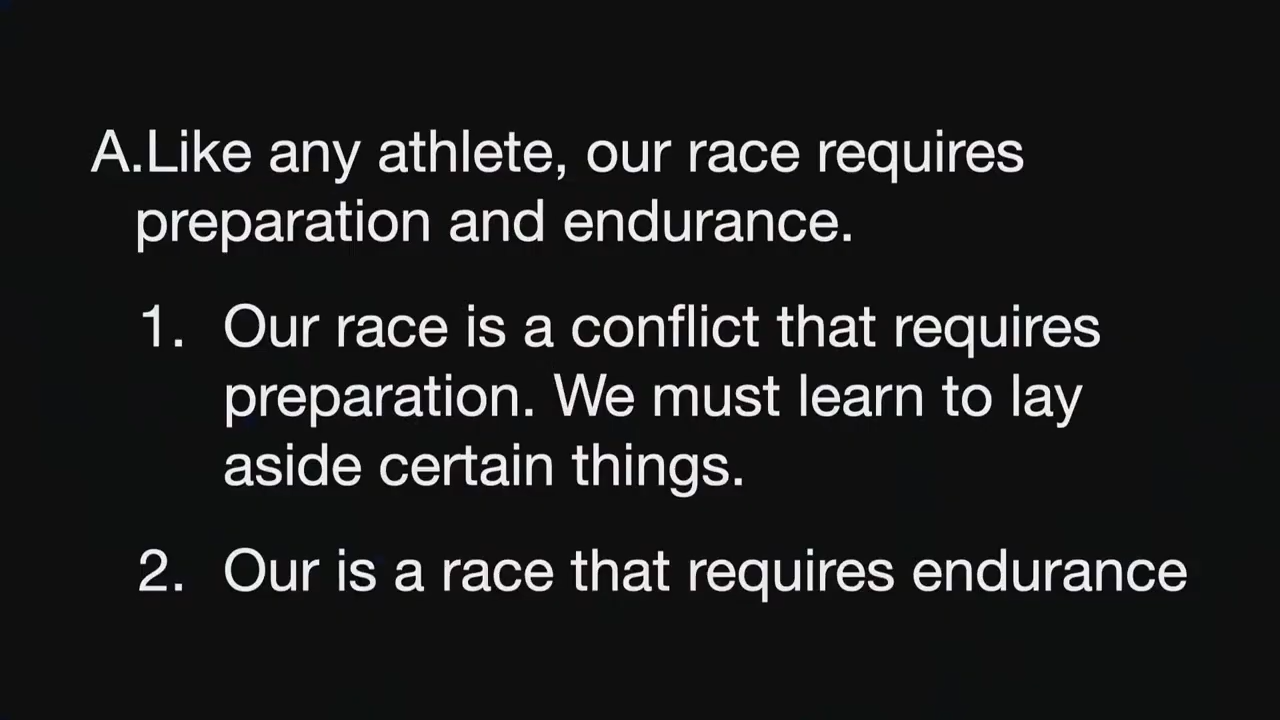 A.Like any athlete, our race requires
preparation and endurance.
1. Our race is a conflict that requires
preparation. We must learn to lay
aside certain things.
2. Our is a race that requires endurance